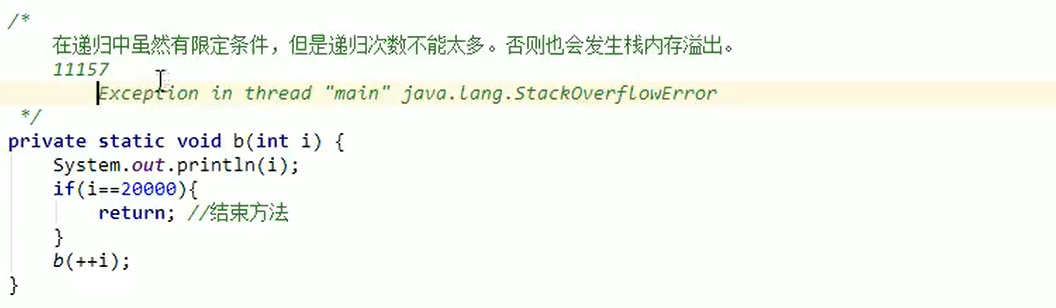 /*
在递归中虽然有限定条件，但是递归次数不能太多。否则也会发生栈内存溢出。
11157
Exception in thread "main" java.lang.StackOverflowError
*/
private static void b(int i) {
System.out.println(i);
if(i==20000){
return; //结束方法
}
b(++i);
}